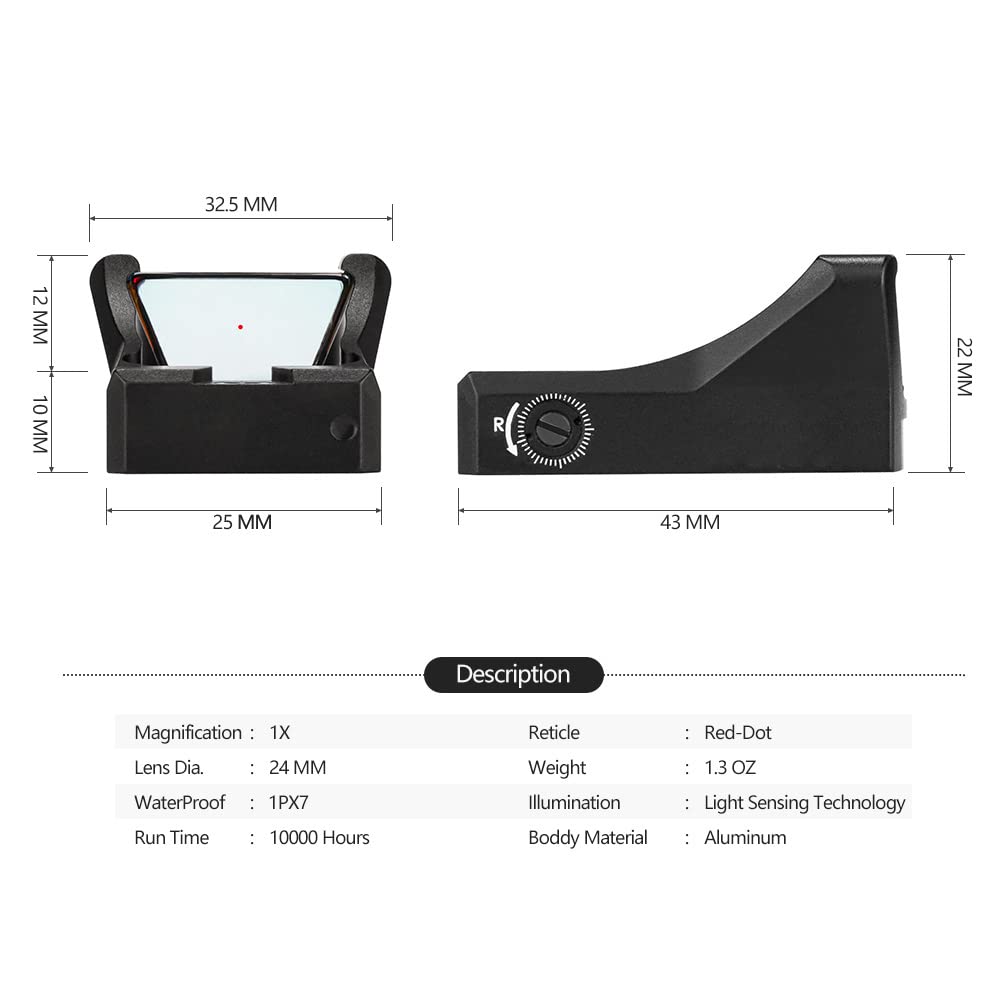 32.5 MM
12 MM
10 MM
22 MM
R
25 MM
43 MM
Description
Magnification : 1X
Reticle : Red-Dot
Lens Dia. : 24 MM
Weight : 1.3 OZ
WaterProof : 1PX7
Illumination : Light Sensing Technology
Run Time : 10000 Hours
Boddy Material : Aluminum